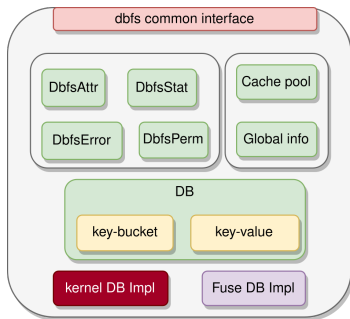 dbfs common interface
DbfsAttr
DbfsStat
DbfsError
DbfsPerm
Cache pool
Global info
DB
key-bucket
key-value
kernel DB Impl
Fuse DB Impl